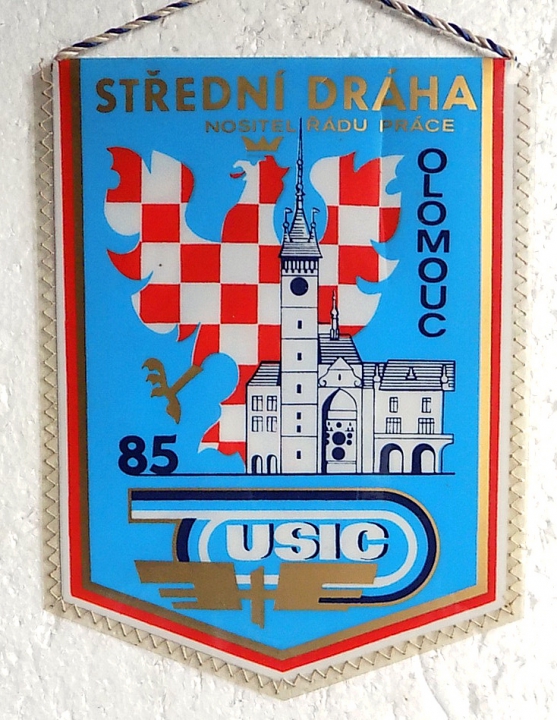 STŘEDNÍ DRÁHA
NOSITEL ŘÁDU PRÁCE
OLOMOUC
85
USIC